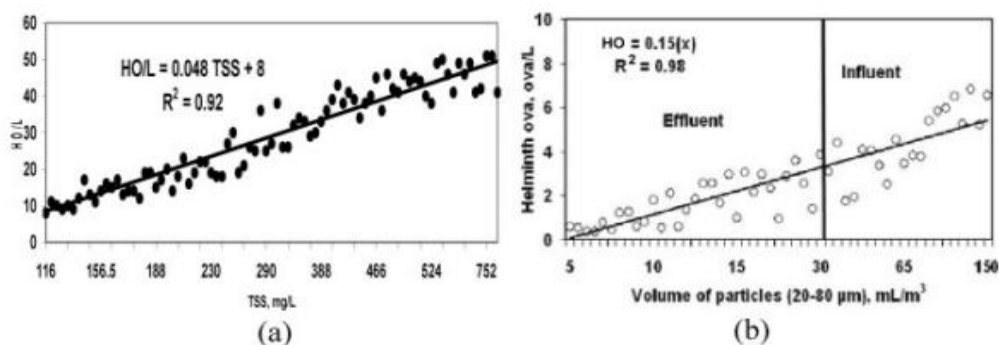 60
50
40
30
20
10
0
HO/L
HO/L = 0.048 TSS + 8
R² = 0.92
116 156.5 188 230 290 388 466 524 752
TSS, mg/L
(a)
10
8
6
4
2
0
Helminth ova, ova/L
HO = 0.15(x)
R² = 0.98
Effluent
Influent
5 10 15 30 65 150
Volume of particles (20-80 µm), mL/m³
(b)